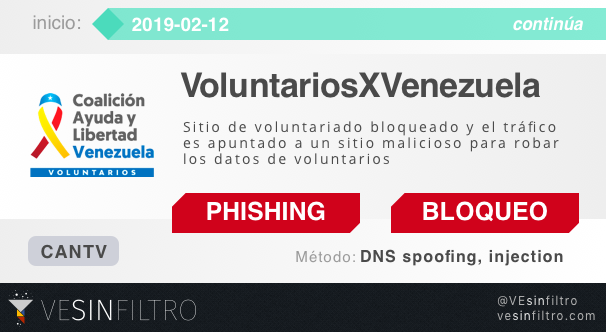 inicio:
2019-02-12
continúa
VoluntariosXVenezuela
Coalición
Ayuda y
Libertad
Venezuela
VOLUNTARIOS
Sitio de voluntariado bloqueado y el tráfico
es apuntado a un sitio malicioso para robar
los datos de voluntarios
PHISHING
BLOQUEO
CANTV
Método: DNS spoofing, injection
VESINFILTRO
@VEsinfiltro
vesinfiltro.com